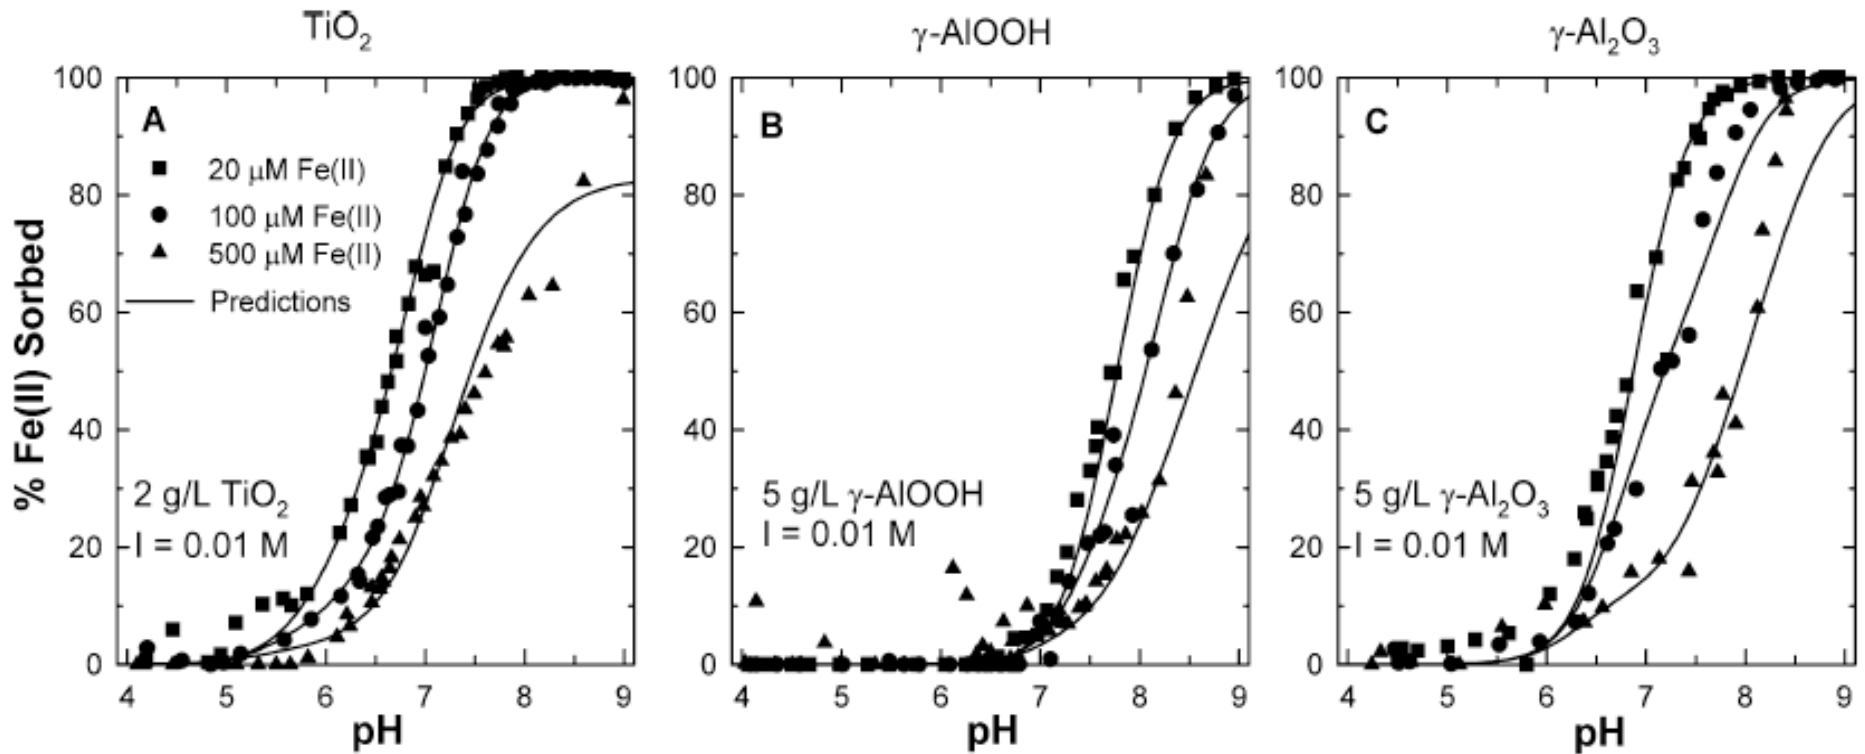 TiO₂
γ-AlOOH
γ-Al₂O₃
% Fe(II) Sorbed
100
80
60
40
20
0
A
20 μM Fe(II)
100 μM Fe(II)
500 μM Fe(II)
Predictions
2 g/L TiO₂
I = 0.01 M
4 5 6 7 8 9
pH
100
80
60
40
20
0
B
5 g/L γ-AlOOH
I = 0.01 M
4 5 6 7 8 9
pH
100
80
60
40
20
0
C
5 g/L γ-Al₂O₃
I = 0.01 M
4 5 6 7 8 9
pH